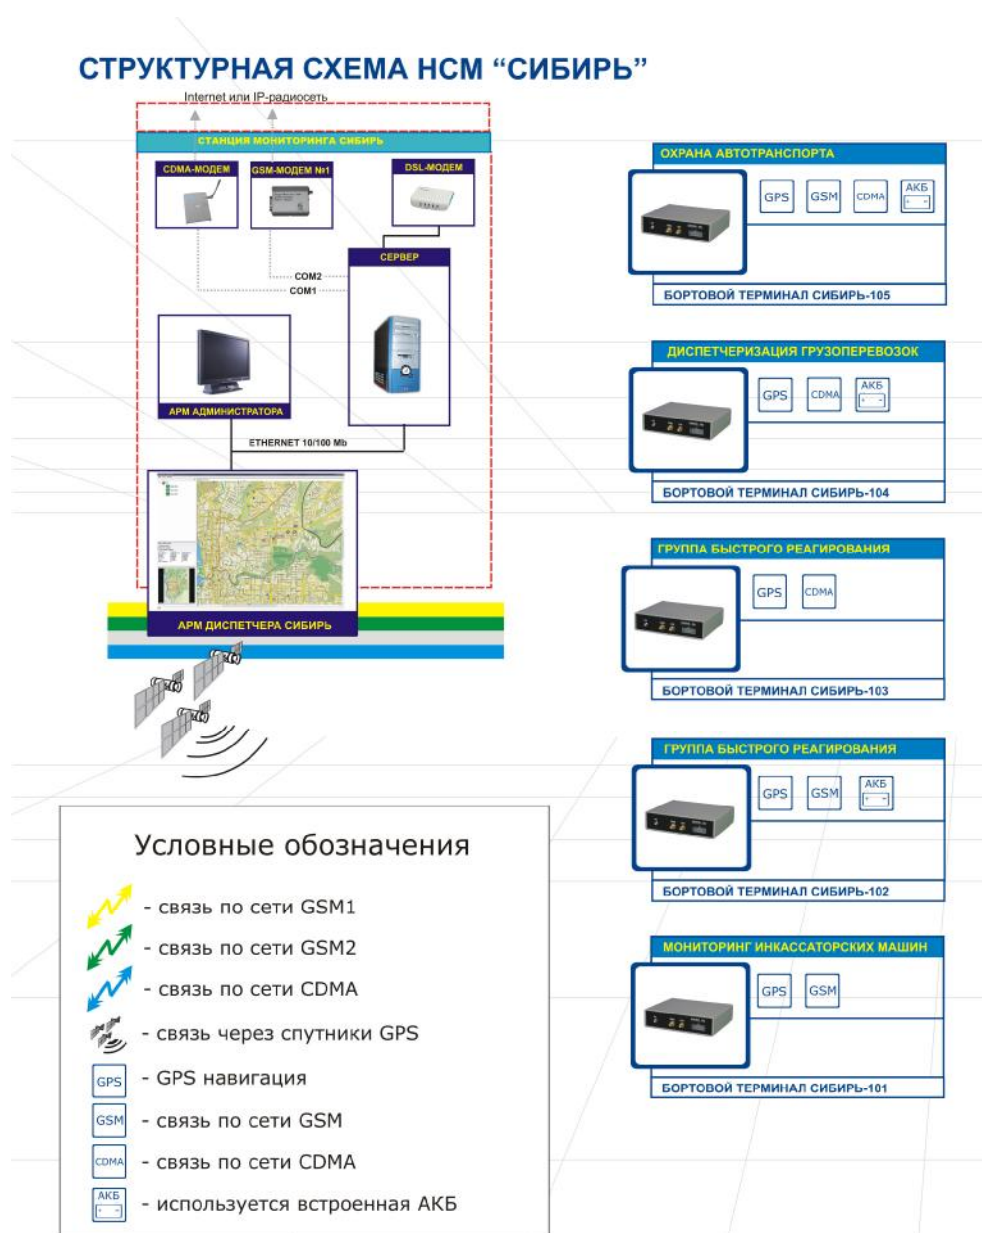 СТРУКТУРНАЯ СХЕМА НСМ “СИБИРЬ”
Internet или IP-радиосеть
СТАНЦИЯ МОНИТОРИНГА СИБИРЬ
CDMA-МОДЕМ
GSM-МОДЕМ №1
DSL-МОДЕМ
СЕРВЕР
COM2
COM1
АРМ АДМИНИСТРАТОРА
ETHERNET 10/100 Mb
АРМ ДИСПЕТЧЕРА СИБИРЬ
ОХРАНА АВТОТРАНСПОРТА
GPS
GSM
CDMA
АКБ
БОРТОВОЙ ТЕРМИНАЛ СИБИРЬ-105
ДИСПЕТЧЕРИЗАЦИЯ ГРУЗОПЕРЕВОЗОК
GPS
CDMA
АКБ
БОРТОВОЙ ТЕРМИНАЛ СИБИРЬ-104
ГРУППА БЫСТРОГО РЕАГИРОВАНИЯ
GPS
CDMA
БОРТОВОЙ ТЕРМИНАЛ СИБИРЬ-103
ГРУППА БЫСТРОГО РЕАГИРОВАНИЯ
GPS
GSM
АКБ
БОРТОВОЙ ТЕРМИНАЛ СИБИРЬ-102
МОНИТОРИНГ ИНКАССАТОРСКИХ МАШИН
GPS
GSM
БОРТОВОЙ ТЕРМИНАЛ СИБИРЬ-101
Условные обозначения
- связь по сети GSM1
- связь по сети GSM2
- связь по сети CDMA
- связь через спутники GPS
GPS - GPS навигация
GSM - связь по сети GSM
CDMA - связь по сети CDMA
АКБ - используется встроенная АКБ